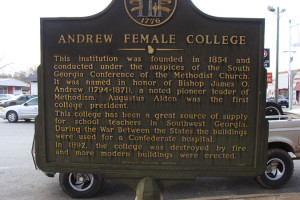 1776
ANDREW FEMALE COLLEGE
This institution was founded in 1854 and
conducted under the auspices of the South
Georgia Conference of the Methodist Church.
It was named in honor of Bishop James O.
Andrew (1794-1871), a noted pioneer leader of
Methodism. Augustus Alden was the first
college president.
This college has been a great source of supply
for school teachers in Southwest Georgia.
During the War Between the States the buildings
were used for a Confederate hospital.
In 1892, the college was destroyed by fire
and more modern buildings were erected.